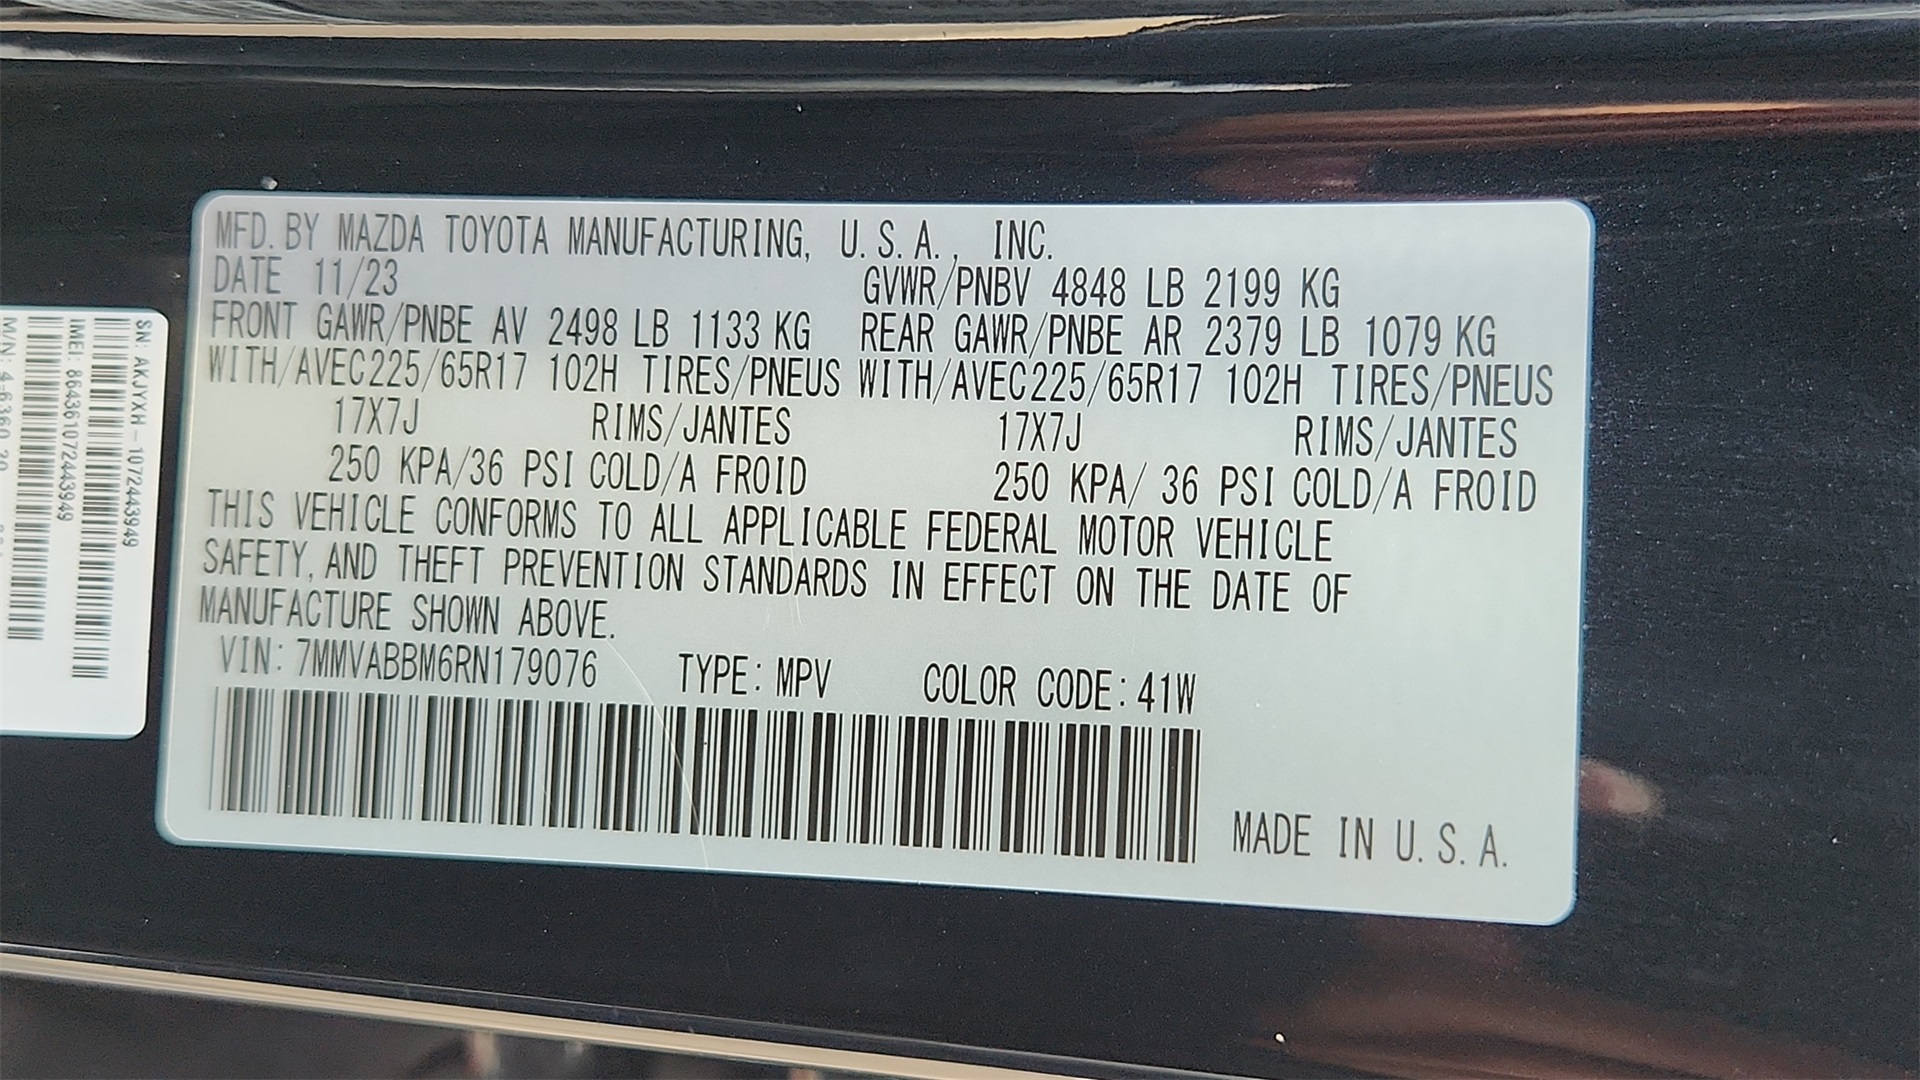 MFD. BY MAZDA TOYOTA MANUFACTURING, U.S.A., INC.
DATE 11/23 GVWR/PNBV 4848 LB 2199 KG
FRONT GAWR/PNBE AV 2498 LB 1133 KG REAR GAWR/PNBE AR 2379 LB 1079 KG
WITH/AVEC225/65R17 102H TIRES/PNEUS WITH/AVEC225/65R17 102H TIRES/PNEUS
17X7J RIMS/JANTES 17X7J RIMS/JANTES
250 KPA/36 PSI COLD/A FROID 250 KPA/ 36 PSI COLD/A FROID
THIS VEHICLE CONFORMS TO ALL APPLICABLE FEDERAL MOTOR VEHICLE
SAFETY, AND THEFT PREVENTION STANDARDS IN EFFECT ON THE DATE OF
MANUFACTURE SHOWN ABOVE.
VIN: 7MMVABBM6RN179076 TYPE: MPV COLOR CODE: 41W
MADE IN U.S.A.
SN: AKJYXH-1072443949
IMEI: 864361072443949